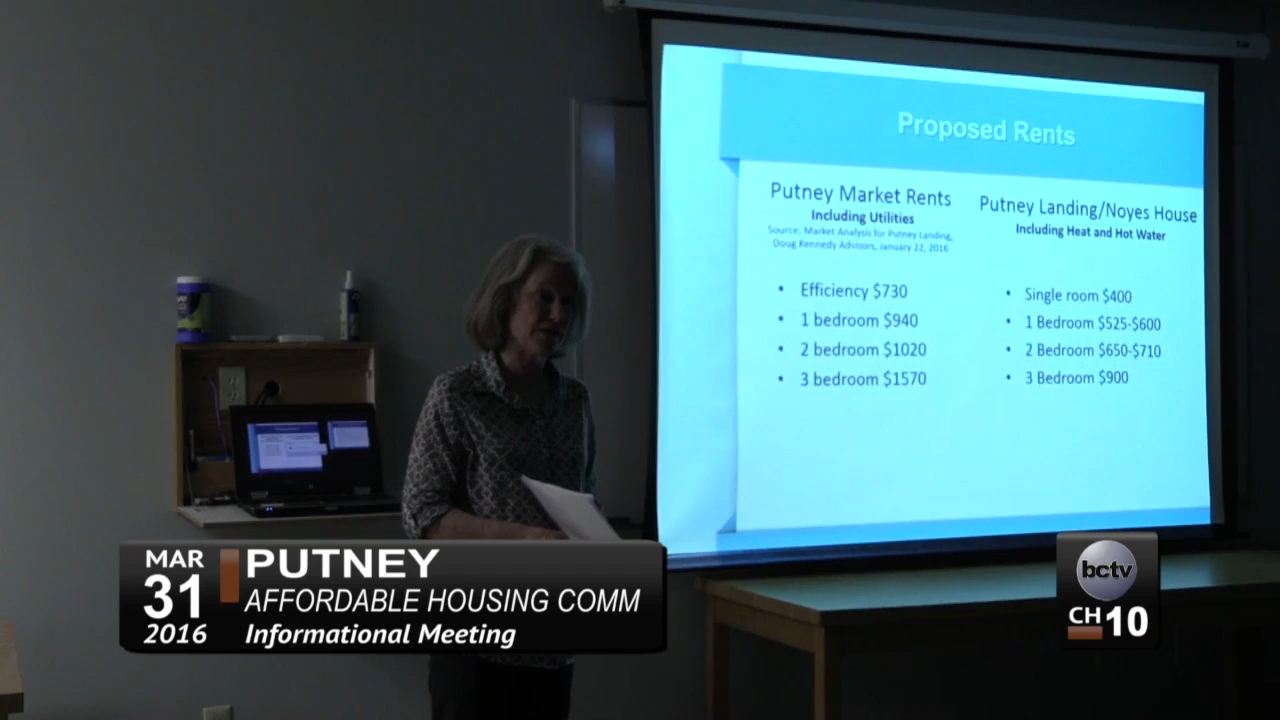 Proposed Rents
Putney Market Rents
Including Utilities
Source: Market Analysis for Putney Landing,
Doug Kennedy Advisors, January 22, 2016
• Efficiency $730
• 1 bedroom $940
• 2 bedroom $1020
• 3 bedroom $1570
Putney Landing/Noyes House
Including Heat and Hot Water
• Single room $400
• 1 Bedroom $525-$600
• 2 Bedroom $650-$710
• 3 Bedroom $900
MAR
31
2016
PUTNEY
AFFORDABLE HOUSING COMM
Informational Meeting
bctv
CH 10